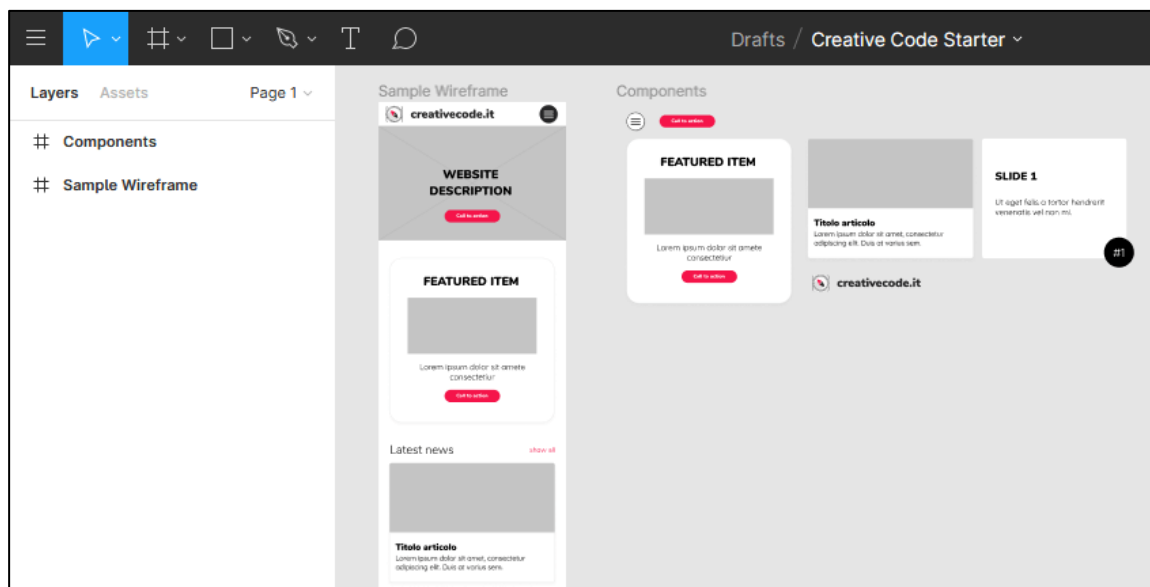 Drafts / Creative Code Starter
Layers Assets Page 1
Components
Sample Wireframe
Sample Wireframe
creativecode.it
WEBSITE
DESCRIPTION
Call to action
FEATURED ITEM
Lorem ipsum dolor sit amete
consectetiur
Call to action
Latest news show all
Titolo articolo
Lorem ipsum dolor sit amet, consectetur
adipiscing elit. Duis at varius sem.
Components
Call to action
FEATURED ITEM
Lorem ipsum dolor sit amete
consectetiur
Call to action
Titolo articolo
Lorem ipsum dolor sit amet, consectetur
adipiscing elit. Duis at varius sem.
SLIDE 1
Ut eget felis a tortor hendrerit
venenatis vel non mi.
#1
creativecode.it